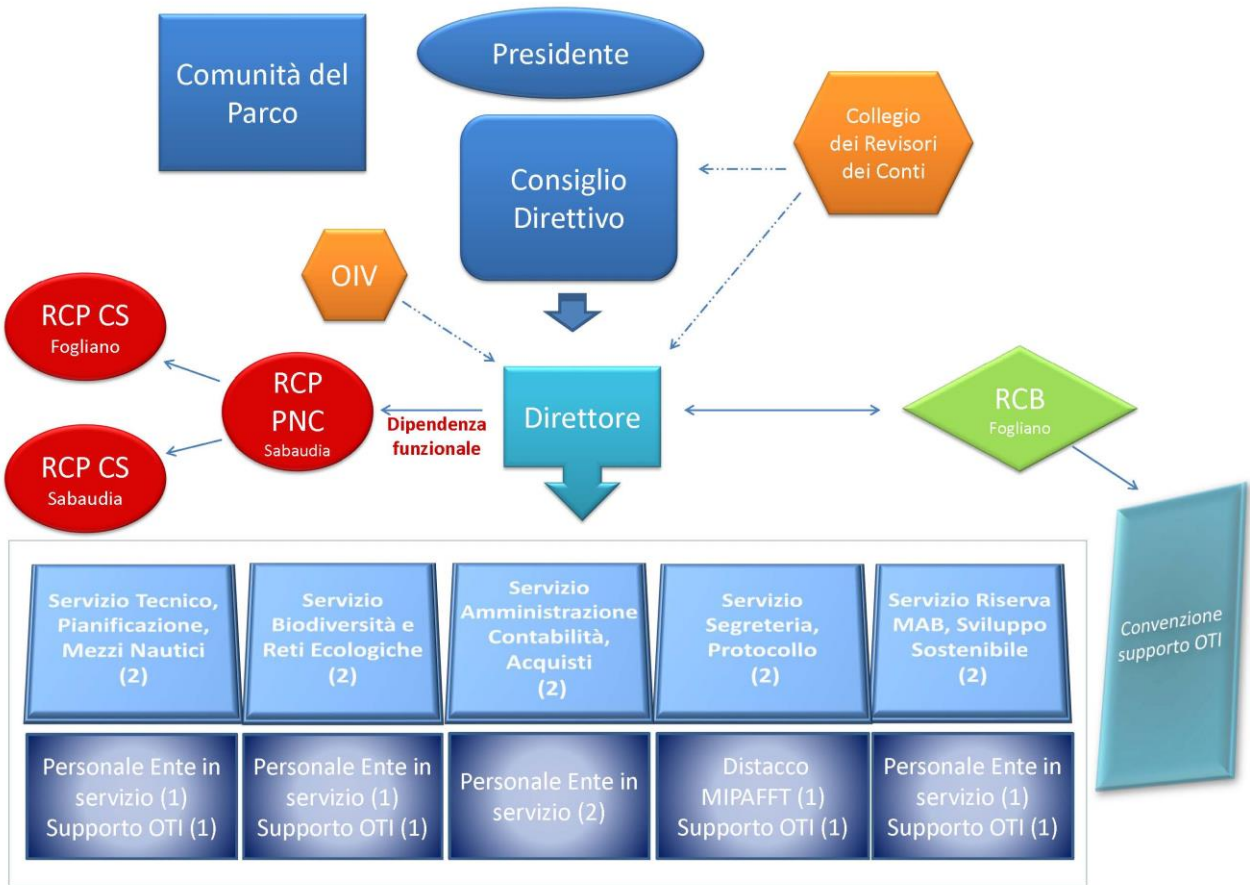 Comunità del
Parco
Presidente
Consiglio
Direttivo
Collegio
dei Revisori
dei Conti
OIV
RCP CS
Fogliano
RCP
PNC
Sabaudia
RCP CS
Sabaudia
Dipendenza
funzionale
Direttore
RCB
Fogliano
Convenzione
supporto OTI
Servizio Tecnico,
Pianificazione,
Mezzi Nautici
(2)
Servizio
Biodiversità e
Reti Ecologiche
(2)
Servizio
Amministrazione
Contabilità,
Acquisti
(2)
Servizio
Segreteria,
Protocollo
(2)
Servizio Riserva
MAB, Sviluppo
Sostenibile
(2)
Personale Ente in
servizio (1)
Supporto OTI (1)
Personale Ente in
servizio (1)
Supporto OTI (1)
Personale Ente in
servizio (2)
Distacco
MIPAFFT (1)
Supporto OTI (1)
Personale Ente in
servizio (1)
Supporto OTI (1)